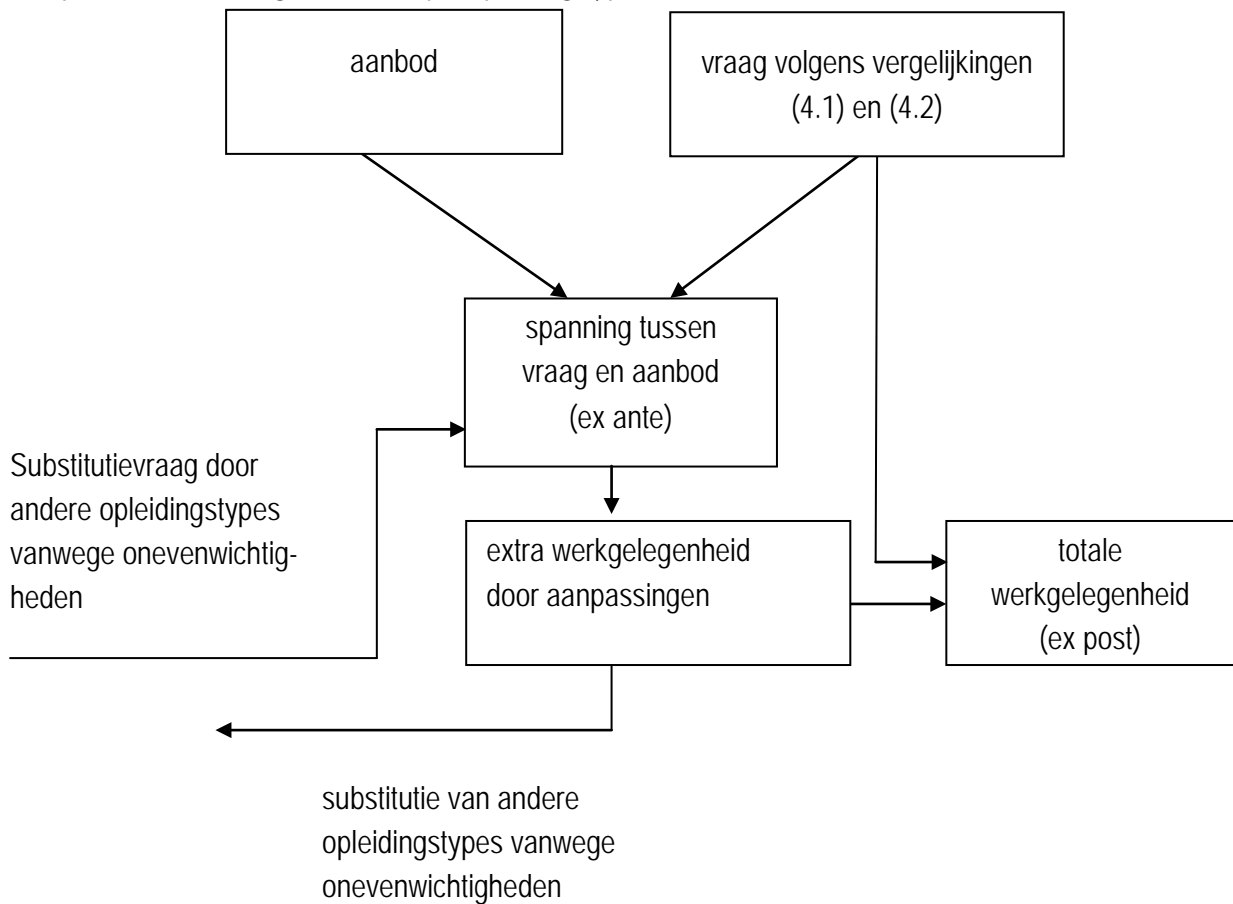 aanbod
vraag volgens vergelijkingen
(4.1) en (4.2)
spanning tussen
vraag en aanbod
(ex ante)
Substitutievraag door
andere opleidingstypes
vanwege onevenwichtig-
heden
extra werkgelegenheid
door aanpassingen
totale
werkgelegenheid
(ex post)
substitutie van andere
opleidingstypes vanwege
onevenwichtigheden